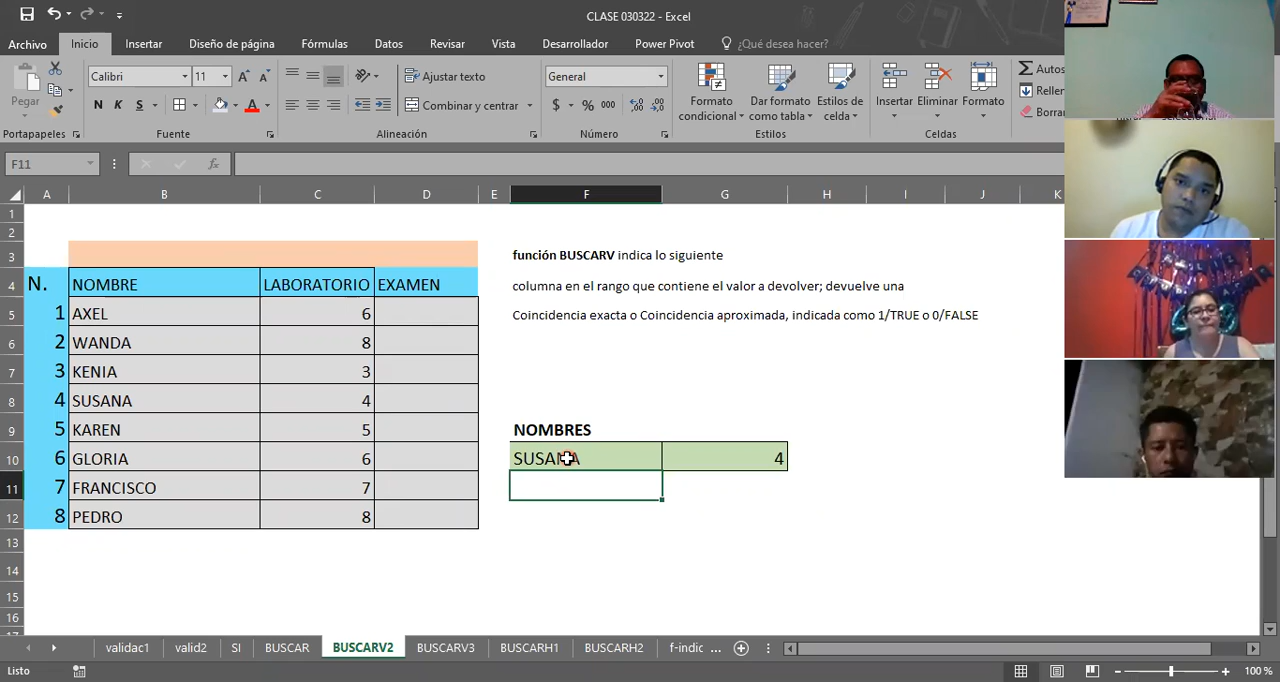 CLASE 030322 - Excel
Archivo Inicio Insertar Diseño de página Fórmulas Datos Revisar Vista Desarrollador Power Pivot ¿Qué desea hacer?
Pegar
Portapapeles
Calibri 11
N K S
Fuente
Ajustar texto
Combinar y centrar
Alineación
General
$ % 000
Número
Formato condicional
Dar formato como tabla
Estilos de celda
Estilos
Insertar Eliminar Formato
Celdas
Autos
Reller
Borra
F11
fx
A B C D E F G H I J K
1
2
3 función BUSCARV indica lo siguiente
4 N. NOMBRE LABORATORIO EXAMEN columna en el rango que contiene el valor a devolver; devuelve una
5 1 AXEL 6 Coincidencia exacta o Coincidencia aproximada, indicada como 1/TRUE o 0/FALSE
6 2 WANDA 8
7 3 KENIA 3
8 4 SUSANA 4
9 5 KAREN 5 NOMBRES
10 6 GLORIA 6 SUSANA 4
11 7 FRANCISCO 7
12 8 PEDRO 8
13
14
15
16
17
validac1 valid2 SI BUSCAR BUSCARV2 BUSCARV3 BUSCARH1 BUSCARH2 f-indic ...
Listo 100 %